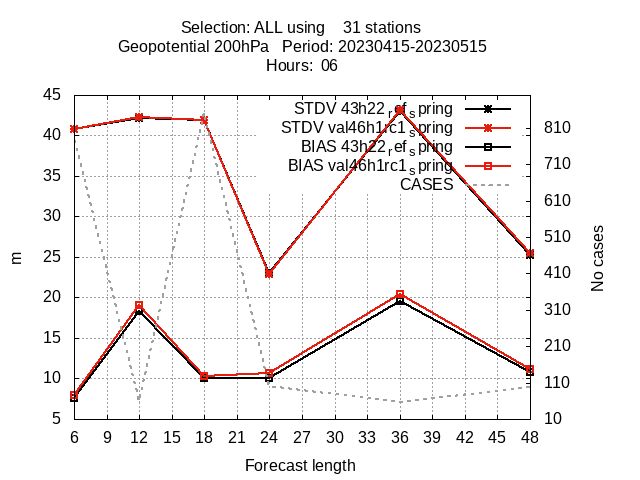 Selection: ALL using    31 stations
Geopotential 200hPa   Period: 20230415-20230515
Hours:  06
STDV 43h22_ref_spring
STDV val46h1rc1_spring
BIAS 43h22_ref_spring
BIAS val46h1rc1_spring
CASES
45
40
35
30
25
20
15
10
5
m
810
710
610
510
410
310
210
110
10
No cases
6 9 12 15 18 21 24 27 30 33 36 39 42 45 48
Forecast length